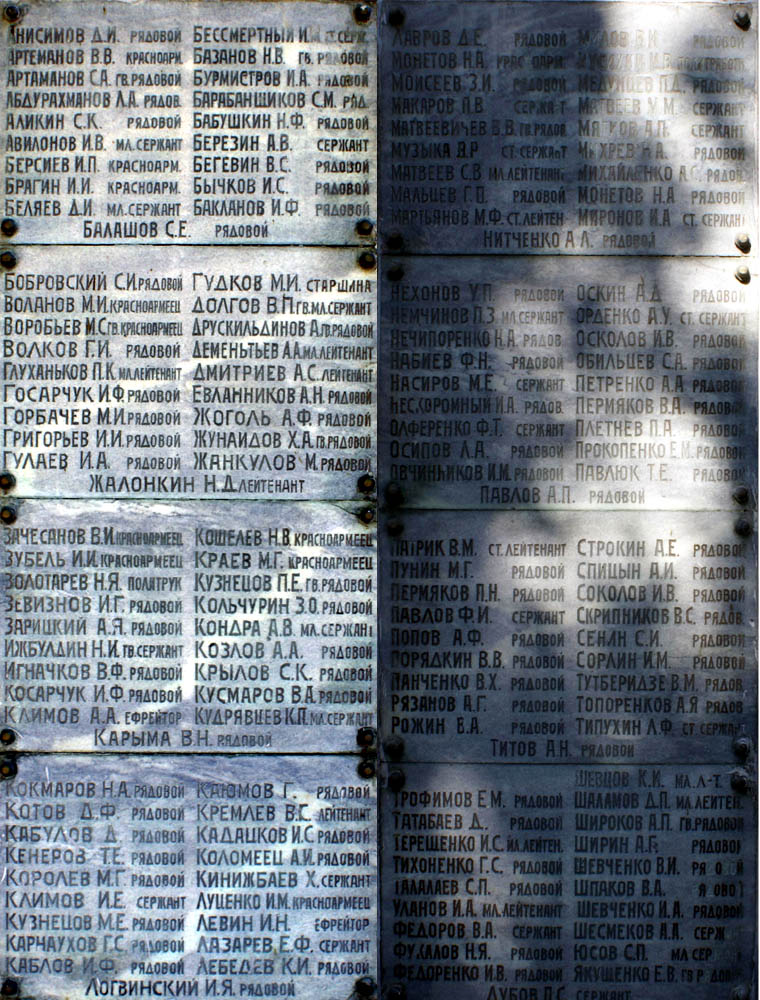 АНИСИМОВ Д.И. РЯДОВОЙ БЕССМЕРТНЫЙ И.М. СТ. СЕРЖ.
АРТЕМАНОВ В.В. КРАСНОАРМ. БАЗАНОВ Н.В. ГВ. РЯДОВОЙ
АРТАМАНОВ С.А. ГВ. РЯДОВОЙ БУРМИСТРОВ И.А. РЯДОВОЙ
АБДУРАХМАНОВ Л.А. РЯДОВ. БАРАБАНЩИКОВ С.М. РЯД.
АЛИКИН С.К. РЯДОВОЙ БАБУШКИН Н.Ф. РЯДОВОЙ
АВИЛОНОВ И.В. МЛ. СЕРЖАНТ БЕРЕЗИН А.В. СЕРЖАНТ
БЕРСИЕВ И.П. КРАСНОАРМ. БЕГЕВИН В.С. РЯДОВОЙ
БРАГИН И.И. КРАСНОАРМ. БЫЧКОВ И.С. РЯДОВОЙ
БЕЛЯЕВ Д.И. МЛ. СЕРЖАНТ БАКЛАНОВ И.Ф. РЯДОВОЙ
БАЛАШОВ С.Е. РЯДОВОЙ
БОБРОВСКИЙ С.И. РЯДОВОЙ ГУДКОВ М.И. СТАРШИНА
ВОЛАНОВ М.И. КРАСНОАРМЕЕЦ ДОЛГОВ В.П. ГВ. МЛ. СЕРЖАНТ
ВОРОБЬЕВ М.С. ГВ. КРАСНОАРМЕЕЦ ДРУСКИЛЬДИНОВ А. ГВ. РЯДОВОЙ
ВОЛКОВ Г.И. РЯДОВОЙ ДЕМЕНЬТЬЕВ А.А. МЛ. ЛЕЙТЕНАНТ
ГЛУХАНЬКОВ П.К. МЛ. ЛЕЙТЕНАНТ ДМИТРИЕВ А.С. ЛЕЙТЕНАНТ
ГОСАРЧУК И.Ф. РЯДОВОЙ ЕВЛАННИКОВ А.Н. РЯДОВОЙ
ГОРБАЧЕВ М.И. РЯДОВОЙ ЖОГОЛЬ А.Ф. РЯДОВОЙ
ГРИГОРЬЕВ И.И. РЯДОВОЙ ЖУНАИДОВ Х.А. ГВ. РЯДОВОЙ
ГУЛАЕВ И.А. РЯДОВОЙ ЖАНКУЛОВ М. РЯДОВОЙ
ЖАЛОНКИН Н.Д. ЛЕЙТЕНАНТ
ЗАЧЕСАНОВ В.И. КРАСНОАРМЕЕЦ КОШЕЛЕВ Н.В. КРАСНОАРМЕЕЦ
ЗУБЕЛЬ И.И. КРАСНОАРМЕЕЦ КРАЕВ М.Г. КРАСНОАРМЕЕЦ
ЗОЛОТАРЕВ Н.Я. ПОЛИТРУК КУЗНЕЦОВ П.Е. ГВ. РЯДОВОЙ
ЗЕВИЗНОВ И.Г. РЯДОВОЙ КОЛЬЧУРИН З.О. РЯДОВОЙ
ЗАРИЦКИЙ А.Я. РЯДОВОЙ КОНДРА Д.В. МЛ. СЕРЖАНТ
ИЖБУЛДИН Н.И. ГВ. СЕРЖАНТ КОЗЛОВ А.А. РЯДОВОЙ
ИГНАЧКОВ В.Ф. РЯДОВОЙ КРЫЛОВ С.К. РЯДОВОЙ
КОСАРЧУК И.Ф. РЯДОВОЙ КУСМАРОВ В.А. РЯДОВОЙ
КЛИМОВ А.А. ЕФРЕЙТОР КУДРЯВЦЕВ К.П. МЛ. СЕРЖАНТ
КАРЫМА В.Н. РЯДОВОЙ
КОКМАРОВ Н.А. РЯДОВОЙ КАЮМОВ Г. РЯДОВОЙ
КОТОВ Д.Ф. РЯДОВОЙ КРЕМЛЕВ В.С. ЛЕЙТЕНАНТ
КАБУЛОВ Д. РЯДОВОЙ КАДАЦКОВ И.С. РЯДОВОЙ
КЕНЕРОВ Т.Е. РЯДОВОЙ КОЛОМЕЕЦ А.И. РЯДОВОЙ
КОРОЛЕВ М.Г. РЯДОВОЙ КИНИЖБАЕВ Х. СЕРЖАНТ
КЛИМОВ И.Е. СЕРЖАНТ ЛУЦЕНКО И.М. КРАСНОАРМЕЕЦ
КУЗНЕЦОВ М.Е. РЯДОВОЙ ЛЕВИН И.Н. ЕФРЕЙТОР
КАРНАУХОВ Г.С. РЯДОВОЙ ЛАЗАРЕВ Е.Ф. СЕРЖАНТ
КАБЛОВ И.Ф. РЯДОВОЙ ЛЕБЕДЕВ К.И. РЯДОВОЙ
ЛОГВИНСКИЙ И.Я. РЯДОВОЙ
ЛАВРОВ Д.Е. РЯДОВОЙ РЯДОВОЙ
МОНЕТОВ Н.А.
МОИСЕЕВ З.И. РЯДОВОЙ МЕДУНЦЕВ П.Д. РЯДОВОЙ
МАКАРОВ П.В. СЕРЖАНТ МАТВЕЕВ У.М. СЕРЖАНТ
МАТВЕЕВИЧЕВ В.В. ГВ. РЯДОВ. МЯГКОВ А.П. СЕРЖАНТ
МУЗЫКА Д.Р. СТ. СЕРЖАНТ РЯДОВОЙ
МАТВЕЕВ С.В. МЛ. ЛЕЙТЕНАНТ МИХАЙЛЕНКО А.С. РЯДОВ.
МАЛЬЦЕВ Г.П. РЯДОВОЙ МОНЕТОВ Н.А. РЯДОВОЙ
МАРТЬЯНОВ М.Ф. СТ. ЛЕЙТЕН. МИРОНОВ И.А. СТ. СЕРЖАНТ
НИТЧЕНКО А.Л. РЯДОВОЙ
НЕХОНОВ У.П. РЯДОВОЙ ОСКИН А.Д. РЯДОВОЙ
НЕМЧИНОВ П.З. МЛ. СЕРЖАНТ ОРДЕНКО А.У. СТ. СЕРЖАНТ
НЕЧИПОРЕНКО Н.А. РЯДОВ. ОСКОЛОВ И.В. РЯДОВОЙ
НАБИЕВ Ф.Н. РЯДОВОЙ ОБИЛЬЦЕВ С.А. РЯДОВОЙ
НАСИРОВ М.Е. СЕРЖАНТ ПЕТРЕНКО А.А. РЯДОВОЙ
НЕСКОРОМНЫЙ И.А. РЯДОВ. ПЕРМЯКОВ В.А. РЯДОВОЙ
ОЛФЕРЕНКО Ф.Т. СЕРЖАНТ ПЛЕТНЕВ П.А. РЯДОВОЙ
ОСИПОВ Л.А. РЯДОВОЙ ПРОКОПЕНКО Е.М. РЯДОВОЙ
ОВЧИННИКОВ И.И. РЯДОВОЙ ПАВЛЮК Т.Е. РЯДОВОЙ
ПАВЛОВ А.П. РЯДОВОЙ
ПАТРИК В.М. СТ. ЛЕЙТЕНАНТ СТРОКИН А.Е. РЯДОВОЙ
ПУНИН М.Г. РЯДОВОЙ СПИЦЫН А.И. РЯДОВОЙ
ПЕРМЯКОВ П.Н. РЯДОВОЙ СОКОЛОВ И.В. РЯДОВОЙ
ПАВЛОВ Ф.И. СЕРЖАНТ СКРИПНИКОВ В.С. РЯДОВ.
ПОПОВ А.Ф. РЯДОВОЙ СЕНИН С.И. РЯДОВОЙ
ПОРЯДКИН В.В. РЯДОВОЙ СОРЛИН И.М. РЯДОВОЙ
ПАНЧЕНКО В.Х. РЯДОВОЙ ТУТБЕРИДЗЕ В.М. РЯДОВ.
РЯЗАНОВ А.Г. РЯДОВОЙ ТОПОРЕНКОВ А.Я. РЯДОВ.
РОЖИН В.А. РЯДОВОЙ ТИПУХИН Л.Ф. СТ. СЕРЖАНТ
ТИТОВ А.Н. РЯДОВОЙ
ШЕВЦОВ К.И. МЛ. Л-Т.
ТРОФИМОВ Е.М. РЯДОВОЙ ШАЛАМОВ Д.П. МЛ. ЛЕЙТЕН.
ТАТАБАЕВ Д. РЯДОВОЙ ШИРОКОВ А.П. ГВ. РЯДОВОЙ
ТЕРЕЩЕНКО И.С. МЛ. ЛЕЙТЕН. ШИРИН А.Г. РЯДОВОЙ
ТИХОНЕНКО Г.С. РЯДОВОЙ ШЕВЧЕНКО В.И. РЯДОВОЙ
ТАЛАЛАЕВ С.П. РЯДОВОЙ ШПАКОВ В.А. РЯДОВОЙ
УЛАНОВ И.А. МЛ. ЛЕЙТЕНАНТ ШЕВЧЕНКО И.А. РЯДОВОЙ
ФЕДОРОВ В.А. СЕРЖАНТ ШЕСМЕКОВ А.А. СЕРЖ
РЯДОВОЙ ЮСОВ С.П. МЛ. СЕР
ФЕДОРЕНКО И.В. РЯДОВОЙ ЯКУЩЕНКО Е.В. ГВ. РЯДОВ.
СЕРЖАНТ